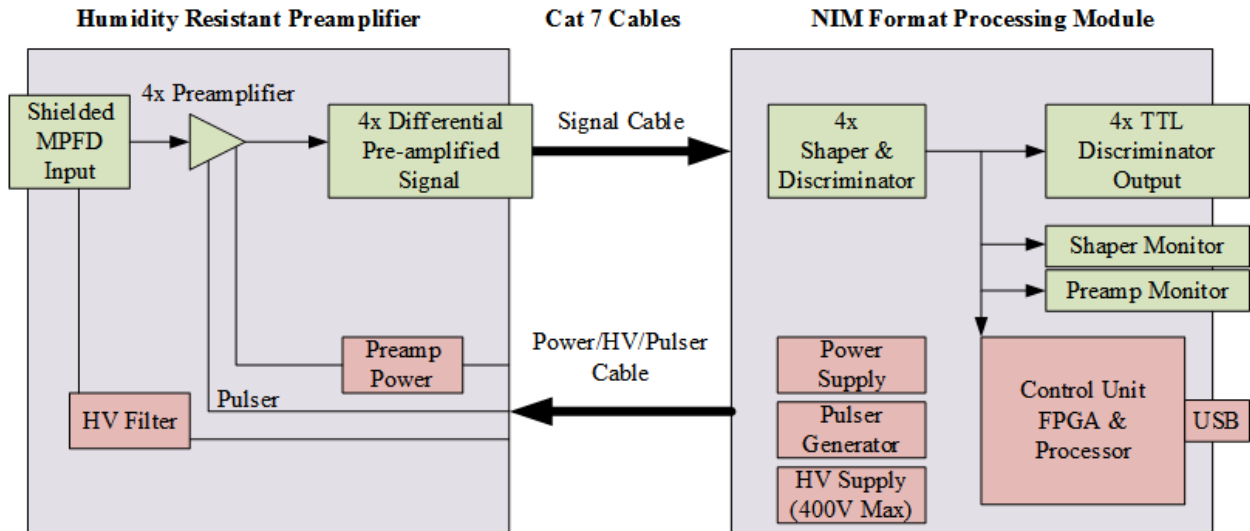 Humidity Resistant Preamplifier
Cat 7 Cables
NIM Format Processing Module
4x Preamplifier
Shielded
MPFD
Input
4x Differential
Pre-amplified
Signal
Signal Cable
4x
Shaper &
Discriminator
4x TTL
Discriminator
Output
Shaper Monitor
Preamp Monitor
Preamp
Power
Pulser
HV Filter
Power/HV/Pulser
Cable
Power
Supply
Pulser
Generator
HV Supply
(400V Max)
Control Unit
FPGA &
Processor
USB